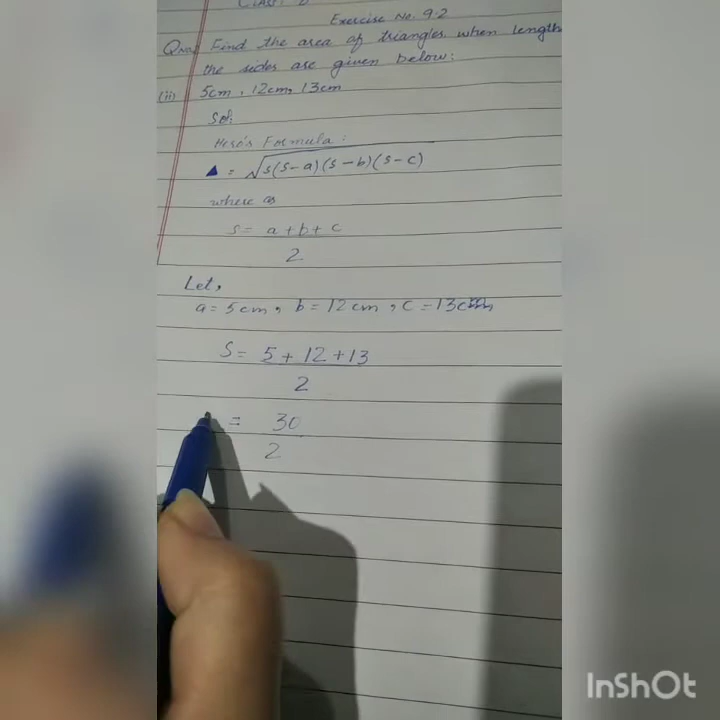 Exercise No. 9.2
Find the area of triangles when length
the sides are given below:
(ii) 5cm, 12cm, 13cm
Sol:
Hero's Formula:
▲ = √s(s-a)(s-b)(s-c)
where as
s = a+b+c
2
Let,
a = 5cm, b = 12cm, c = 13cm,
S = 5+12+13
2
= 30
2
InShOt